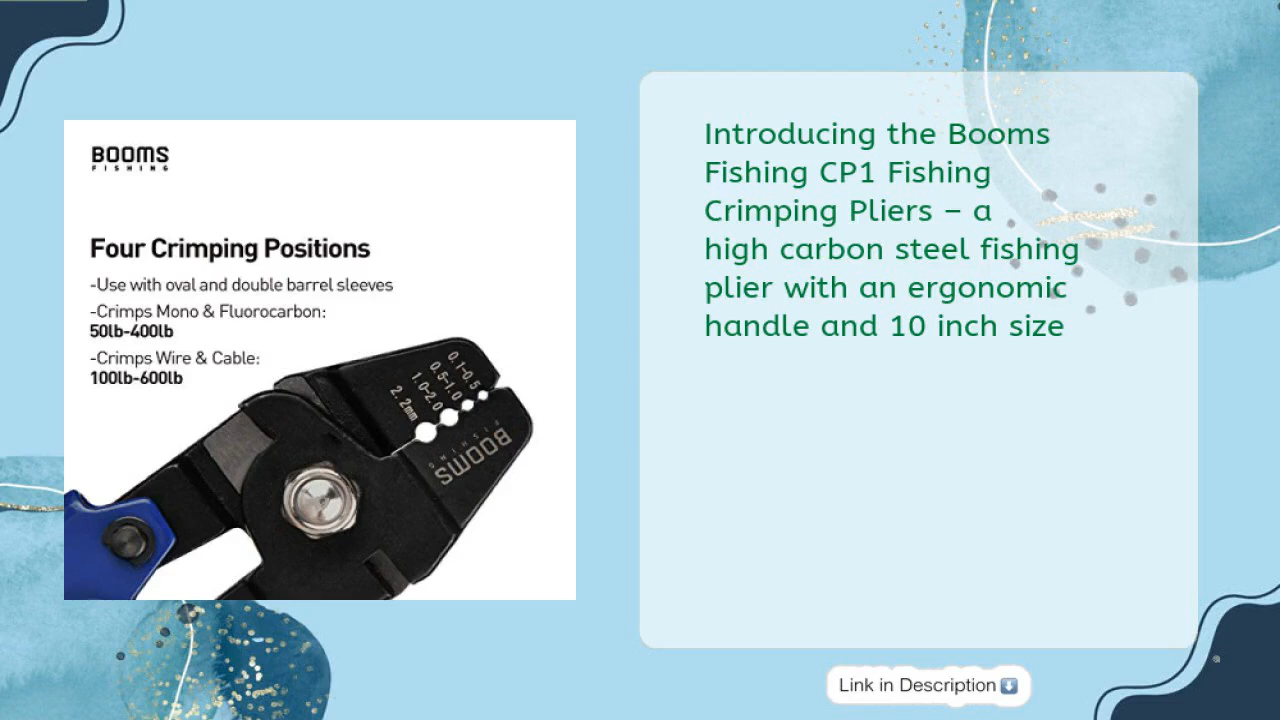 BOOMS
FISHING
Four Crimping Positions
-Use with oval and double barrel sleeves
-Crimps Mono & Fluorocarbon:
50lb-400lb
-Crimps Wire & Cable:
100lb-600lb
0.1-0.5
0.5-1.0
1.0-2.0
2.2mm
BOOMS
FISHING
Introducing the Booms
Fishing CP1 Fishing
Crimping Pliers – a
high carbon steel fishing
plier with an ergonomic
handle and 10 inch size
Link in Description⬇️